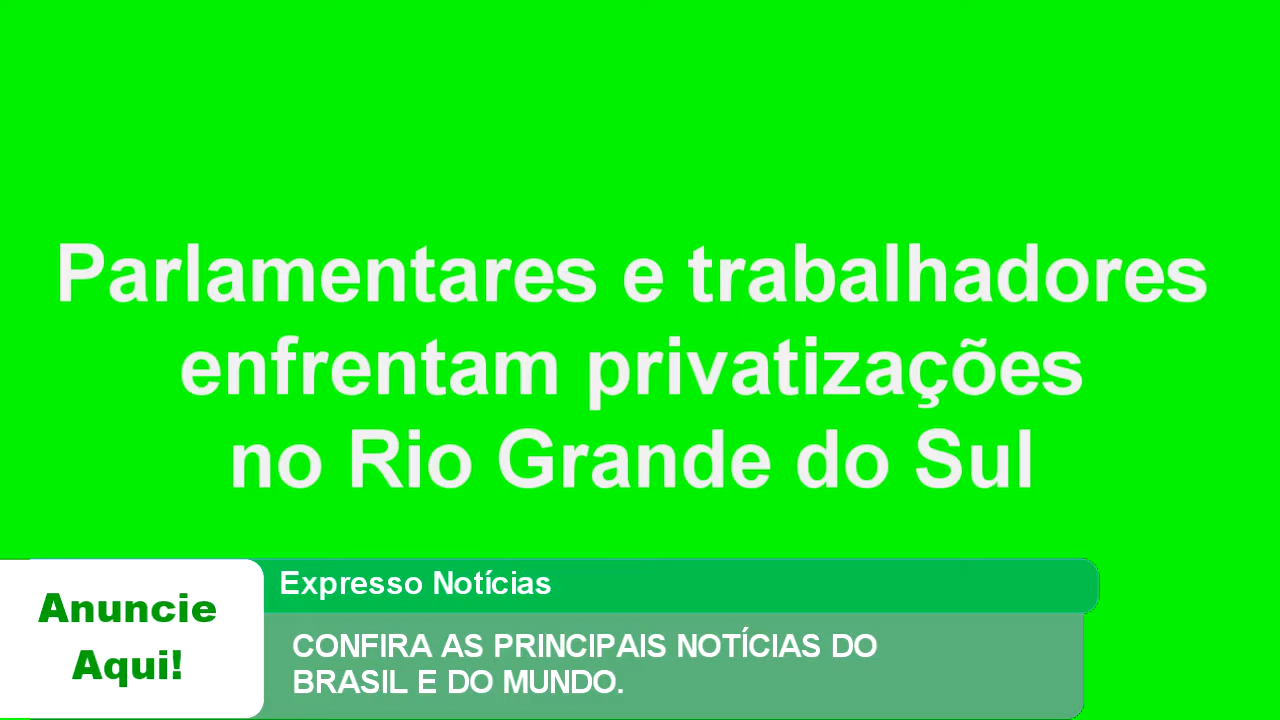 Parlamentares e trabalhadores
enfrentam privatizações
no Rio Grande do Sul
Anuncie
Aqui!
Expresso Notícias
CONFIRA AS PRINCIPAIS NOTÍCIAS DO
BRASIL E DO MUNDO.